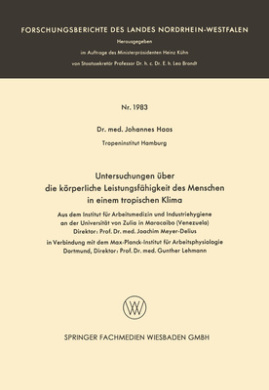 FORSCHUNGSBERICHTE DES LANDES NORDRHEIN-WESTFALEN
Herausgegeben
im Auftrage des Ministerpräsidenten Heinz Kühn
von Staatssekretär Professor Dr. h. c. Dr. E. h. Leo Brandt
Nr. 1983
Dr. med. Johannes Haas
Tropeninstitut Hamburg
Untersuchungen über
die körperliche Leistungsfähigkeit des Menschen
in einem tropischen Klima
Aus dem Institut für Arbeitsmedizin und Industriehygiene
an der Universität von Zulia in Maracaibo (Venezuela)
Direktor: Prof. Dr. med. Joachim Meyer-Delius
in Verbindung mit dem Max-Planck-Institut für Arbeitsphysiologie
Dortmund, Direktor: Prof. Dr. med. Gunther Lehmann
SPRINGER FACHMEDIEN WIESBADEN GMBH